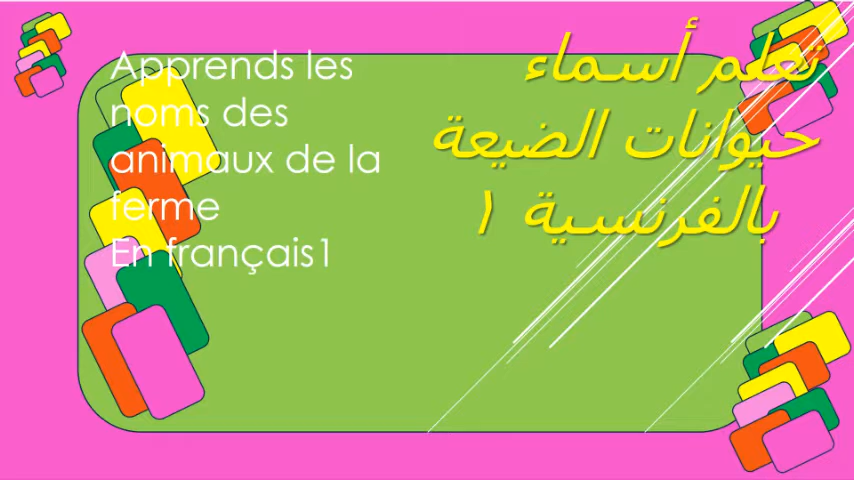 Apprends les
noms des
animaux de la
ferme
En français1
تعلم أسماء
حيوانات الضيعة
بالفرنسية ١